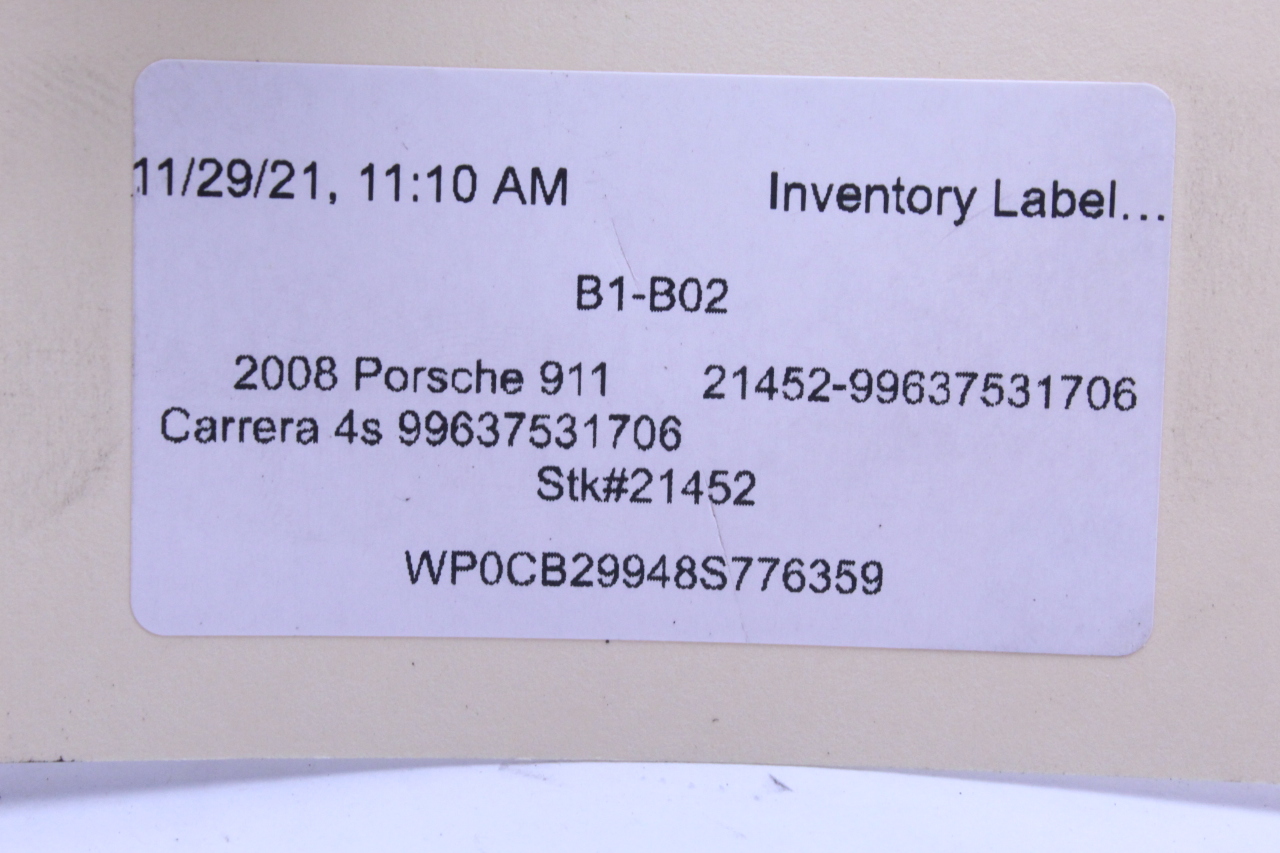 11/29/21, 11:10 AM Inventory Label...
B1-B02
2008 Porsche 911 21452-99637531706
Carrera 4s 99637531706
Stk#21452
WP0CB29948S776359